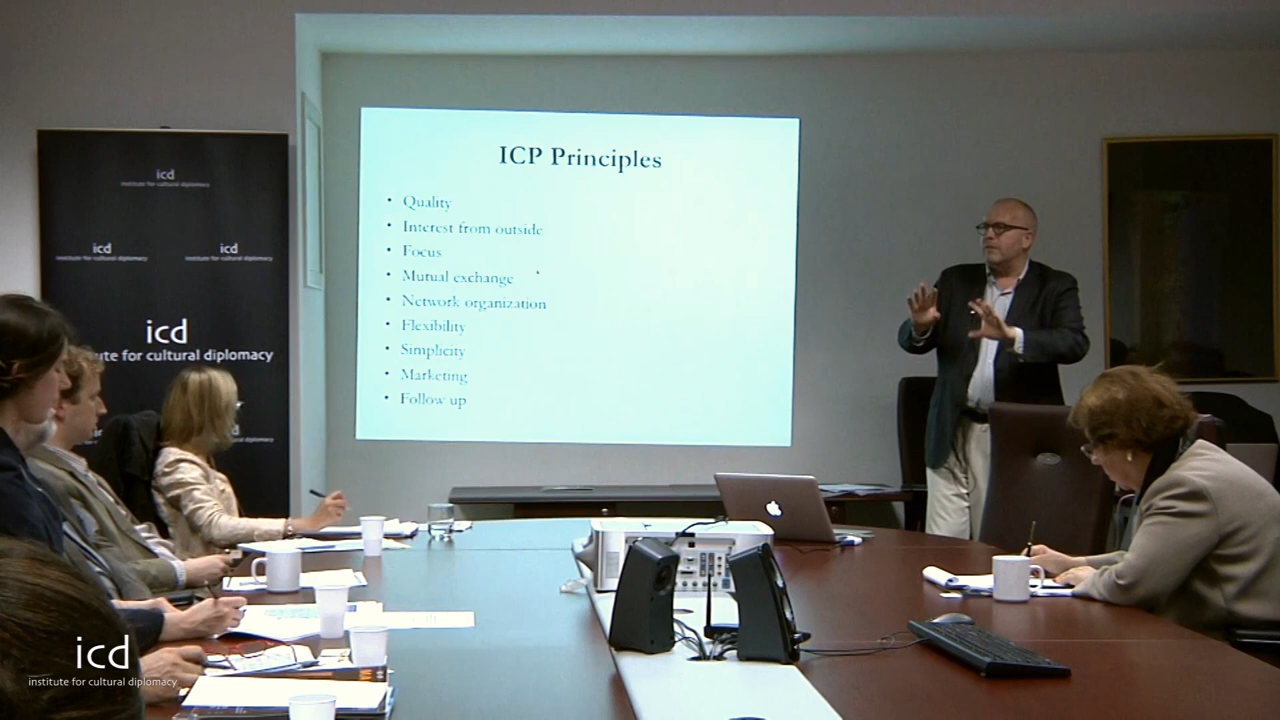 ICP Principles
• Quality
• Interest from outside
• Focus
• Mutual exchange
• Network organization
• Flexibility
• Simplicity
• Marketing
• Follow up
icd
institute for cultural diplomacy
icd
institute for cultural diplomacy
icd
institute for cultural diplomacy
icd
ute for cultural diplomacy
diplomacy
icd
institute for cultural diplomacy